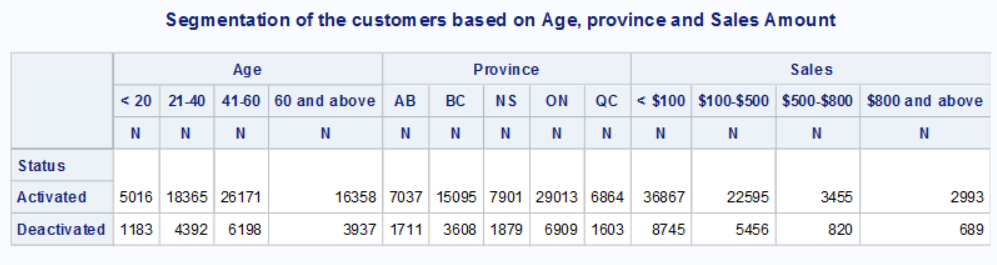 Segmentation of the customers based on Age, province and Sales Amount
Age Province Sales
< 20 21-40 41-60 60 and above AB BC NS ON QC < $100 $100-$500 $500-$800 $800 and above
N N N N N N N N N N N N N
Status
Activated 5016 18365 26171 16358 7037 15095 7901 29013 6864 36867 22595 3455 2993
Deactivated 1183 4392 6198 3937 1711 3608 1879 6909 1603 8745 5456 820 689